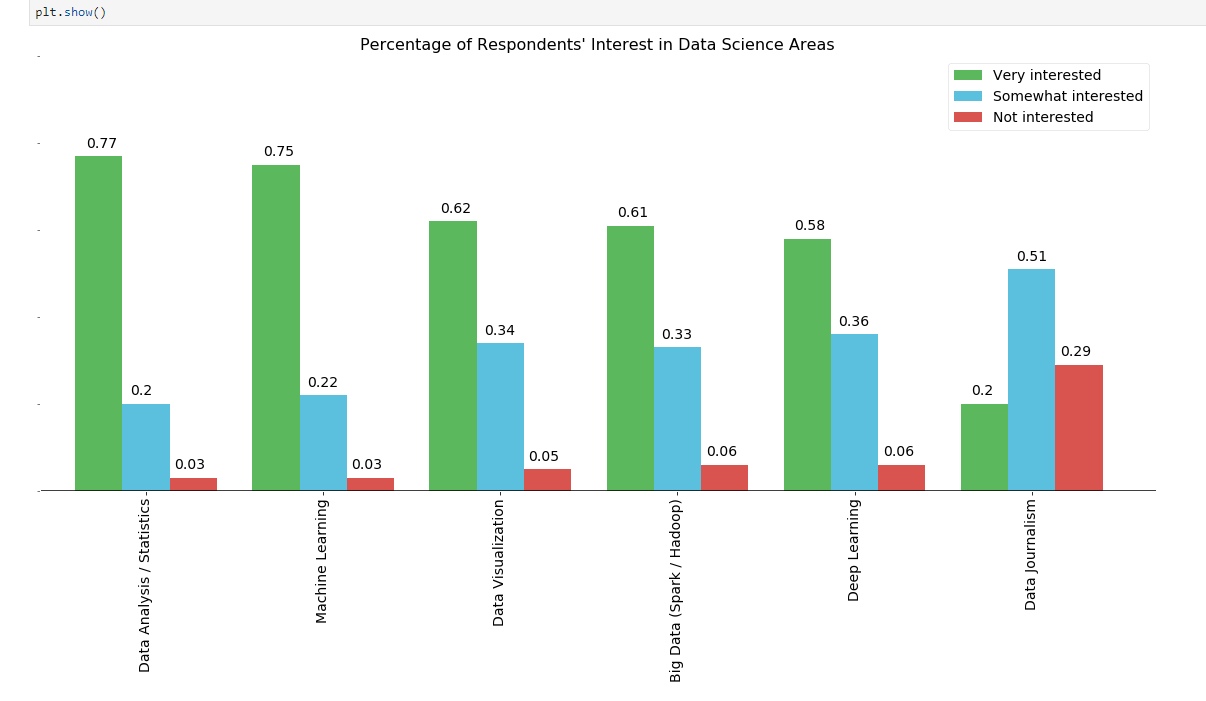 plt.show()
Percentage of Respondents' Interest in Data Science Areas
Very interested
Somewhat interested
Not interested
0.77
0.2
0.03
0.75
0.22
0.03
0.62
0.34
0.05
0.61
0.33
0.06
0.58
0.36
0.06
0.2
0.51
0.29
Data Analysis / Statistics
Machine Learning
Data Visualization
Big Data (Spark / Hadoop)
Deep Learning
Data Journalism